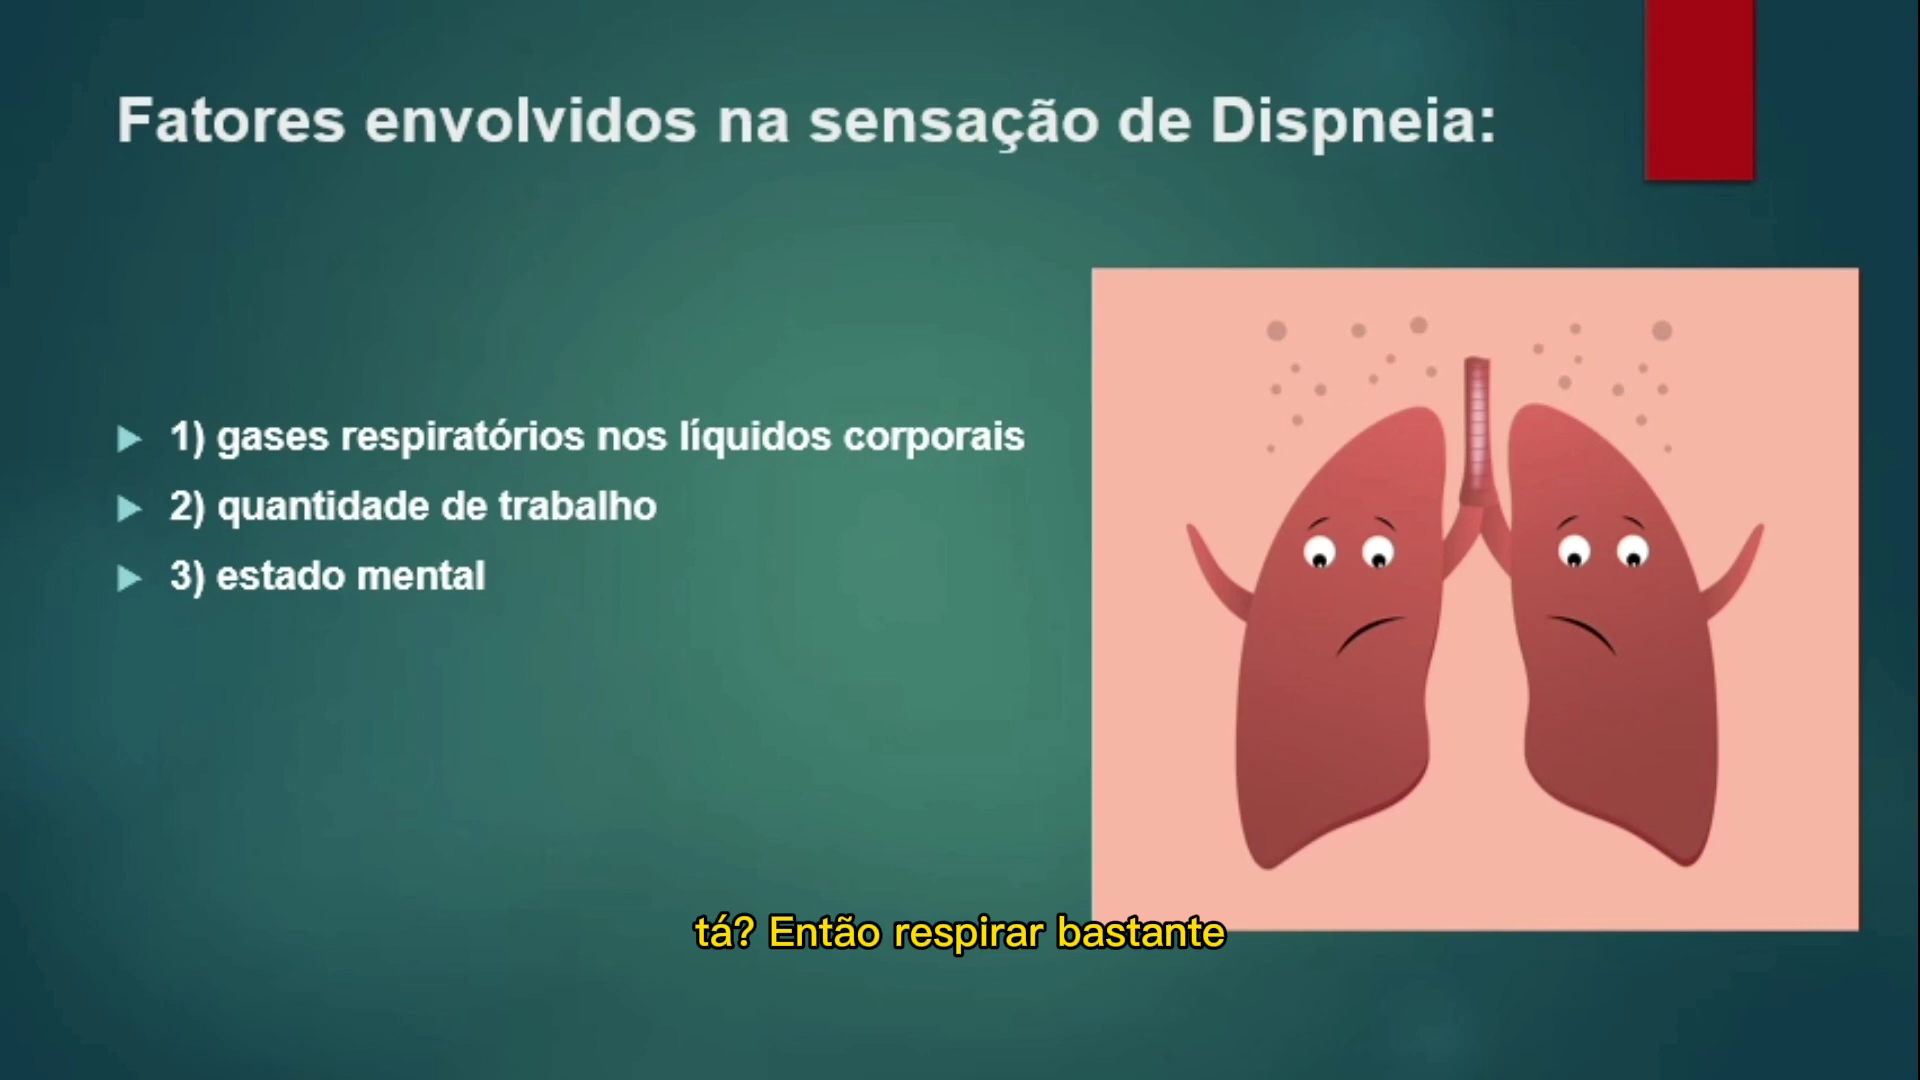 Fatores envolvidos na sensação de Dispneia:
1) gases respiratórios nos líquidos corporais
2) quantidade de trabalho
3) estado mental
tá? Então respirar bastante